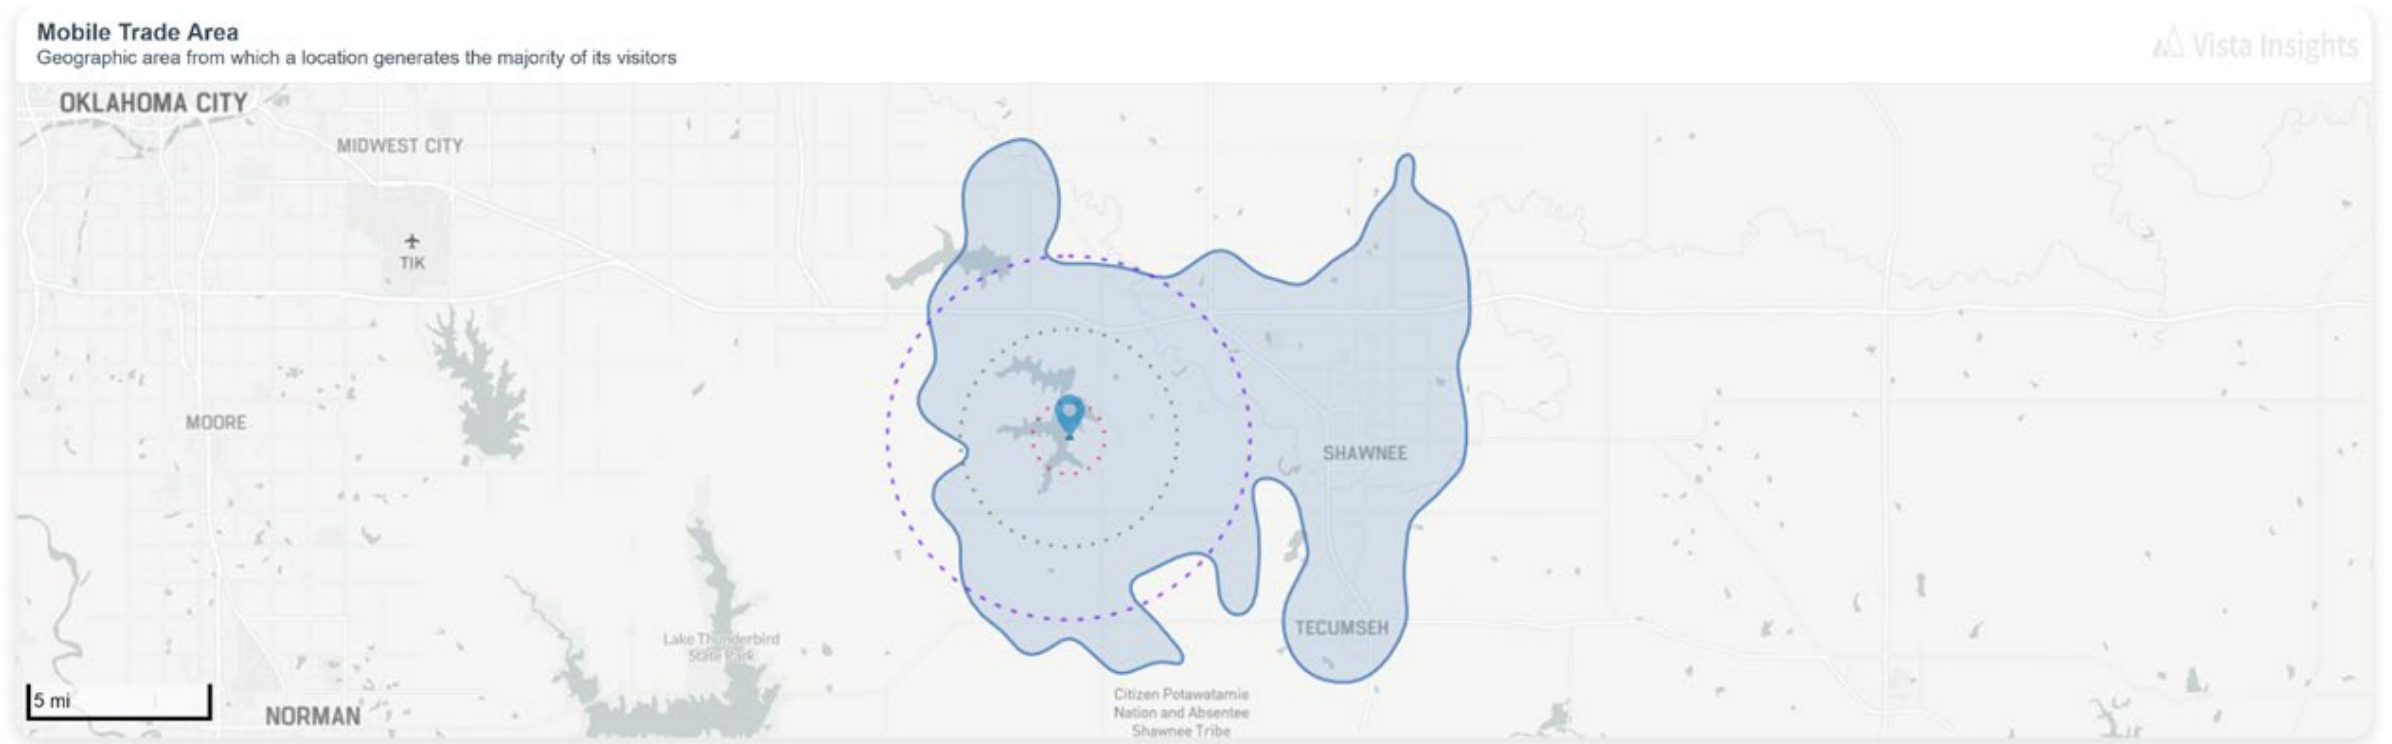 Mobile Trade Area
Geographic area from which a location generates the majority of its visitors
Vista Insights
OKLAHOMA CITY
MIDWEST CITY
TIK
MOORE
SHAWNEE
TECUMSEH
Lake Thunderbird
State Park
Citizen Potawatamie
Nation and Absentee
Shawnee Tribe
5 mi
NORMAN